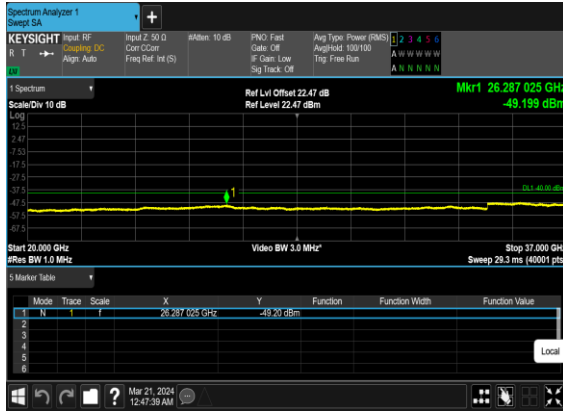 Spectrum Analyzer 1
Swept SA
+
KEYSIGHT Input: RF Input Z: 50 Ω #Atten: 10 dB PNO: Fast Avg Type: Power (RMS) 1 2 3 4 5 6
R T Coupling: DC Corr CCorr Gate: Off Avg|Hold: 100/100 A W W W W W
Align: Auto Freq Ref: Int (S) IF Gain: Low Trig: Free Run
LU Sig Track: Off A N N N N N
1 Spectrum Ref Lvl Offset 22.47 dB Mkr1 26.287 025 GHz
Scale/Div 10 dB Ref Level 22.47 dBm -49.199 dBm
Log
12.5
2.47
-7.53
-17.5
-27.5
-37.5 1 DL1 -40.00 dBm
-47.5
-57.5
-67.5
Start 20.000 GHz Video BW 3.0 MHz* Stop 37.000 GHz
#Res BW 1.0 MHz Sweep 29.3 ms (40001 pts)
5 Marker Table
Mode Trace Scale X Y Function Function Width Function Value
1 N 1 f 26.287 025 GHz -49.20 dBm
2
3
4
5
6
Local
? Mar 21, 2024
12:47:39 AM